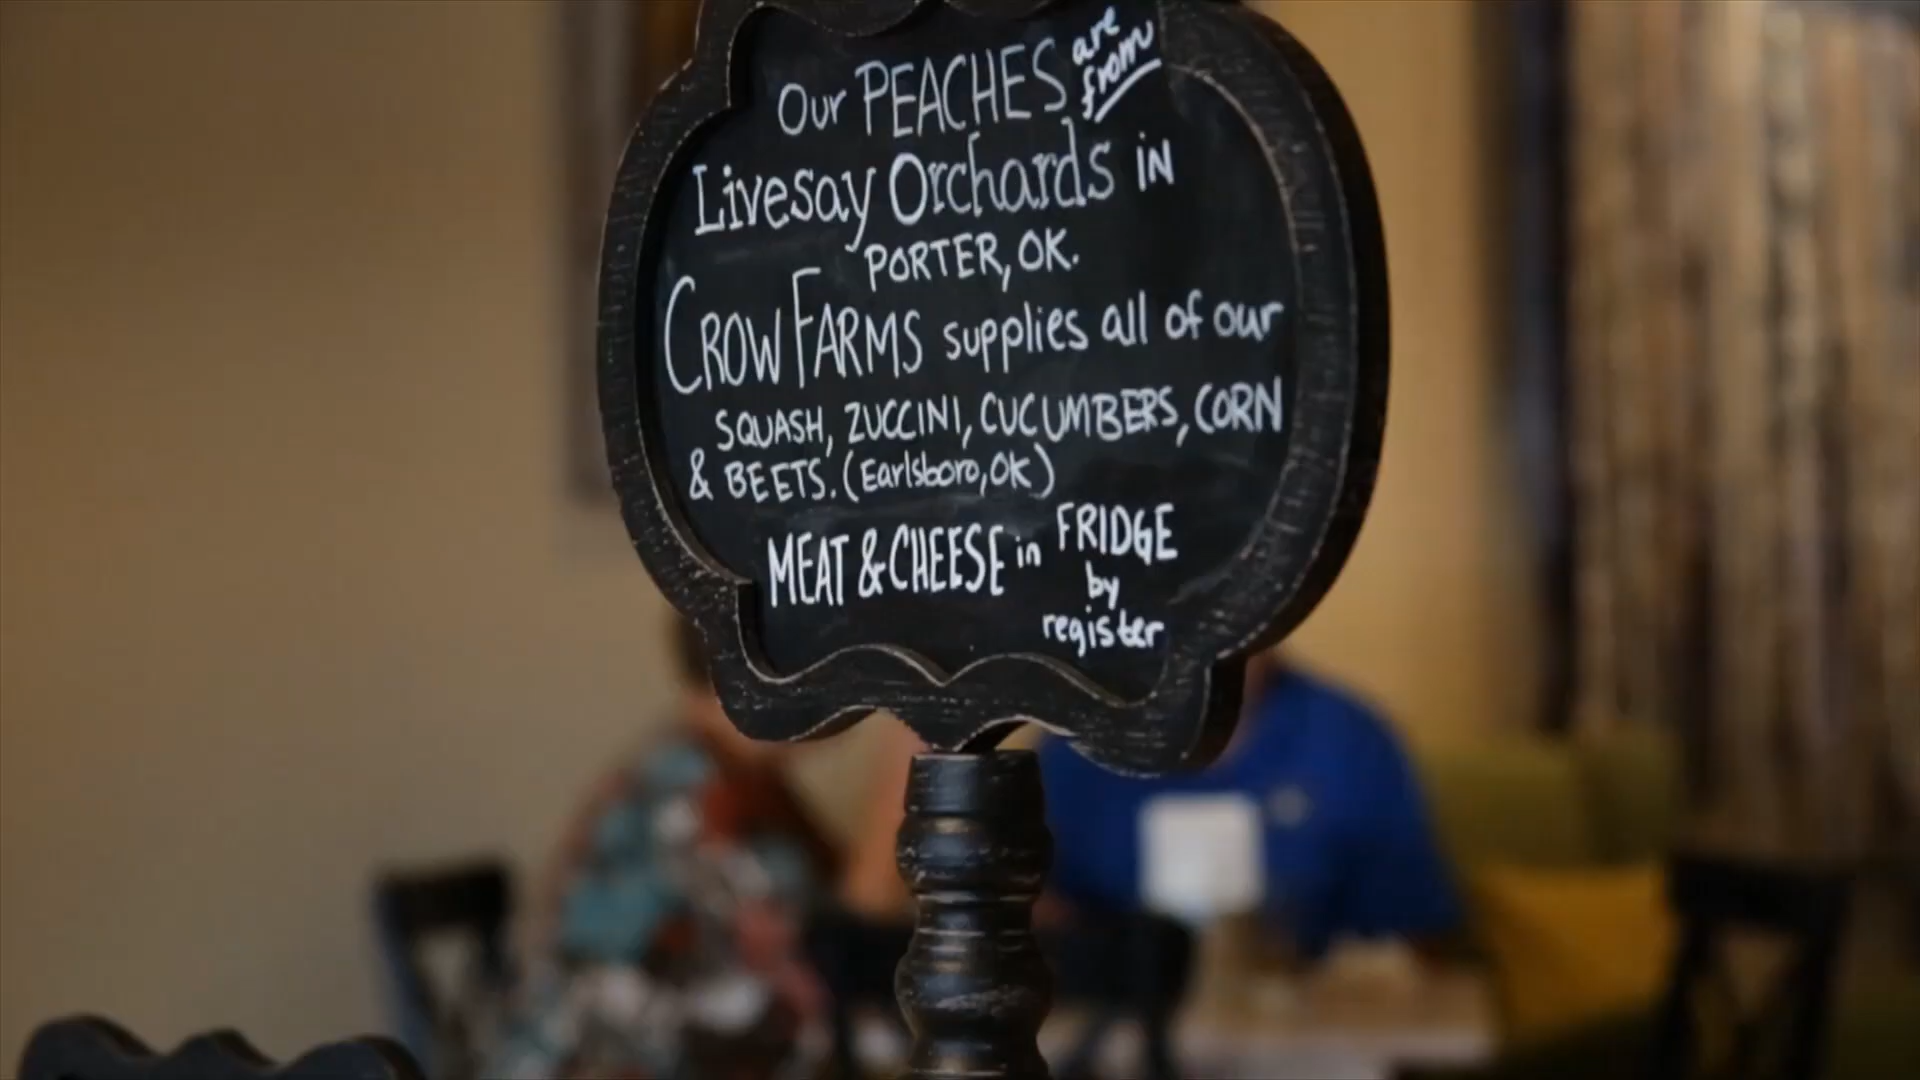 Our PEACHES are from
Livesay Orchards IN
PORTER, OK.
CROW FARMS supplies all of our
SQUASH, ZUCCINI, CUCUMBERS, CORN
& BEETS. (Earlsboro, OK)
MEAT & CHEESE in FRIDGE
by
register